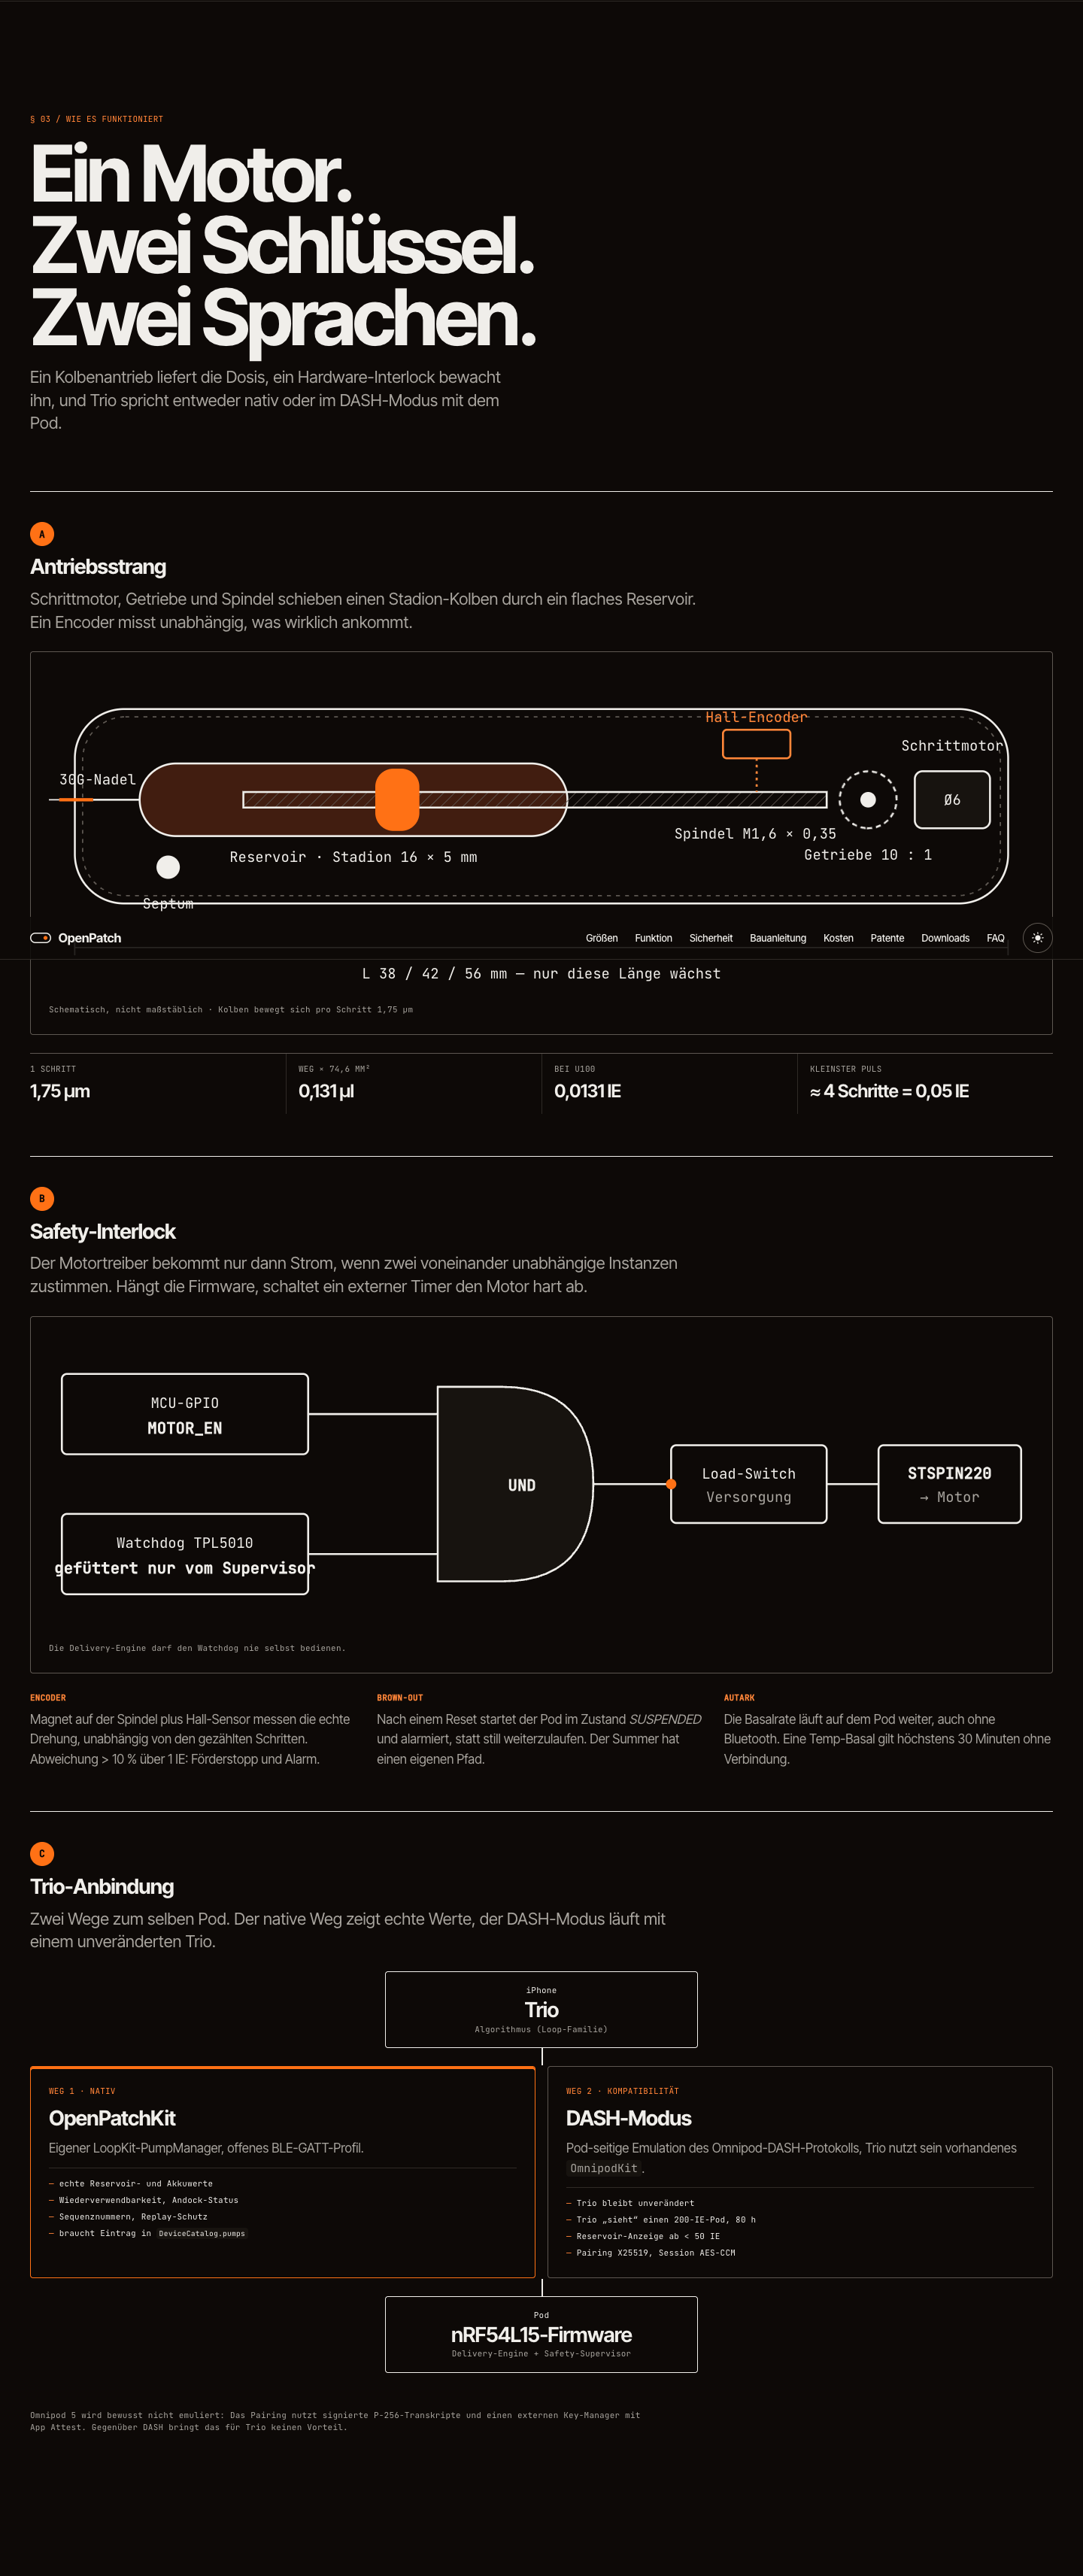 § 03 / WIE ES FUNKTIONIERT
Ein Motor.
Zwei Schlüssel.
Zwei Sprachen.
Ein Kolbenantrieb liefert die Dosis, ein Hardware-Interlock bewacht
ihn, und Trio spricht entweder nativ oder im DASH-Modus mit dem
Pod.
A
Antriebsstrang
Schrittmotor, Getriebe und Spindel schieben einen Stadion-Kolben durch ein flaches Reservoir.
Ein Encoder misst unabhängig, was wirklich ankommt.
Hall-Encoder
Schrittmotor
30G-Nadel
Ø6
Spindel M1,6 × 0,35
Getriebe 10 : 1
Reservoir · Stadion 16 × 5 mm
Septum
OpenPatch
Größen Funktion Sicherheit Bauanleitung Kosten Patente Downloads FAQ
L 38 / 42 / 56 mm — nur diese Länge wächst
Schematisch, nicht maßstäblich · Kolben bewegt sich pro Schritt 1,75 µm
1 SCHRITT
1,75 µm
WEG × 74,6 MM²
0,131 µl
BEI U100
0,0131 IE
KLEINSTER PULS
≈ 4 Schritte = 0,05 IE
B
Safety-Interlock
Der Motortreiber bekommt nur dann Strom, wenn zwei voneinander unabhängige Instanzen
zustimmen. Hängt die Firmware, schaltet ein externer Timer den Motor hart ab.
MCU-GPIO
MOTOR_EN
Watchdog TPL5010
gefüttert nur vom Supervisor
UND
Load-Switch
Versorgung
STSPIN220
→ Motor
Die Delivery-Engine darf den Watchdog nie selbst bedienen.
ENCODER
Magnet auf der Spindel plus Hall-Sensor messen die echte
Drehung, unabhängig von den gezählten Schritten.
Abweichung > 10 % über 1 IE: Förderstopp und Alarm.
BROWN-OUT
Nach einem Reset startet der Pod im Zustand SUSPENDED
und alarmiert, statt still weiterzulaufen. Der Summer hat
einen eigenen Pfad.
AUTARK
Die Basalrate läuft auf dem Pod weiter, auch ohne
Bluetooth. Eine Temp-Basal gilt höchstens 30 Minuten ohne
Verbindung.
C
Trio-Anbindung
Zwei Wege zum selben Pod. Der native Weg zeigt echte Werte, der DASH-Modus läuft mit
einem unveränderten Trio.
iPhone
Trio
Algorithmus (Loop-Familie)
WEG 1 · NATIV
OpenPatchKit
Eigener LoopKit-PumpManager, offenes BLE-GATT-Profil.
— echte Reservoir- und Akkuwerte
— Wiederverwendbarkeit, Andock-Status
— Sequenznummern, Replay-Schutz
— braucht Eintrag in DeviceCatalog.pumps
WEG 2 · KOMPATIBILITÄT
DASH-Modus
Pod-seitige Emulation des Omnipod-DASH-Protokolls, Trio nutzt sein vorhandenes
OmnipodKit.
— Trio bleibt unverändert
— Trio „sieht“ einen 200-IE-Pod, 80 h
— Reservoir-Anzeige ab < 50 IE
— Pairing X25519, Session AES-CCM
Pod
nRF54L15-Firmware
Delivery-Engine + Safety-Supervisor
Omnipod 5 wird bewusst nicht emuliert: Das Pairing nutzt signierte P-256-Transkripte und einen externen Key-Manager mit
App Attest. Gegenüber DASH bringt das für Trio keinen Vorteil.